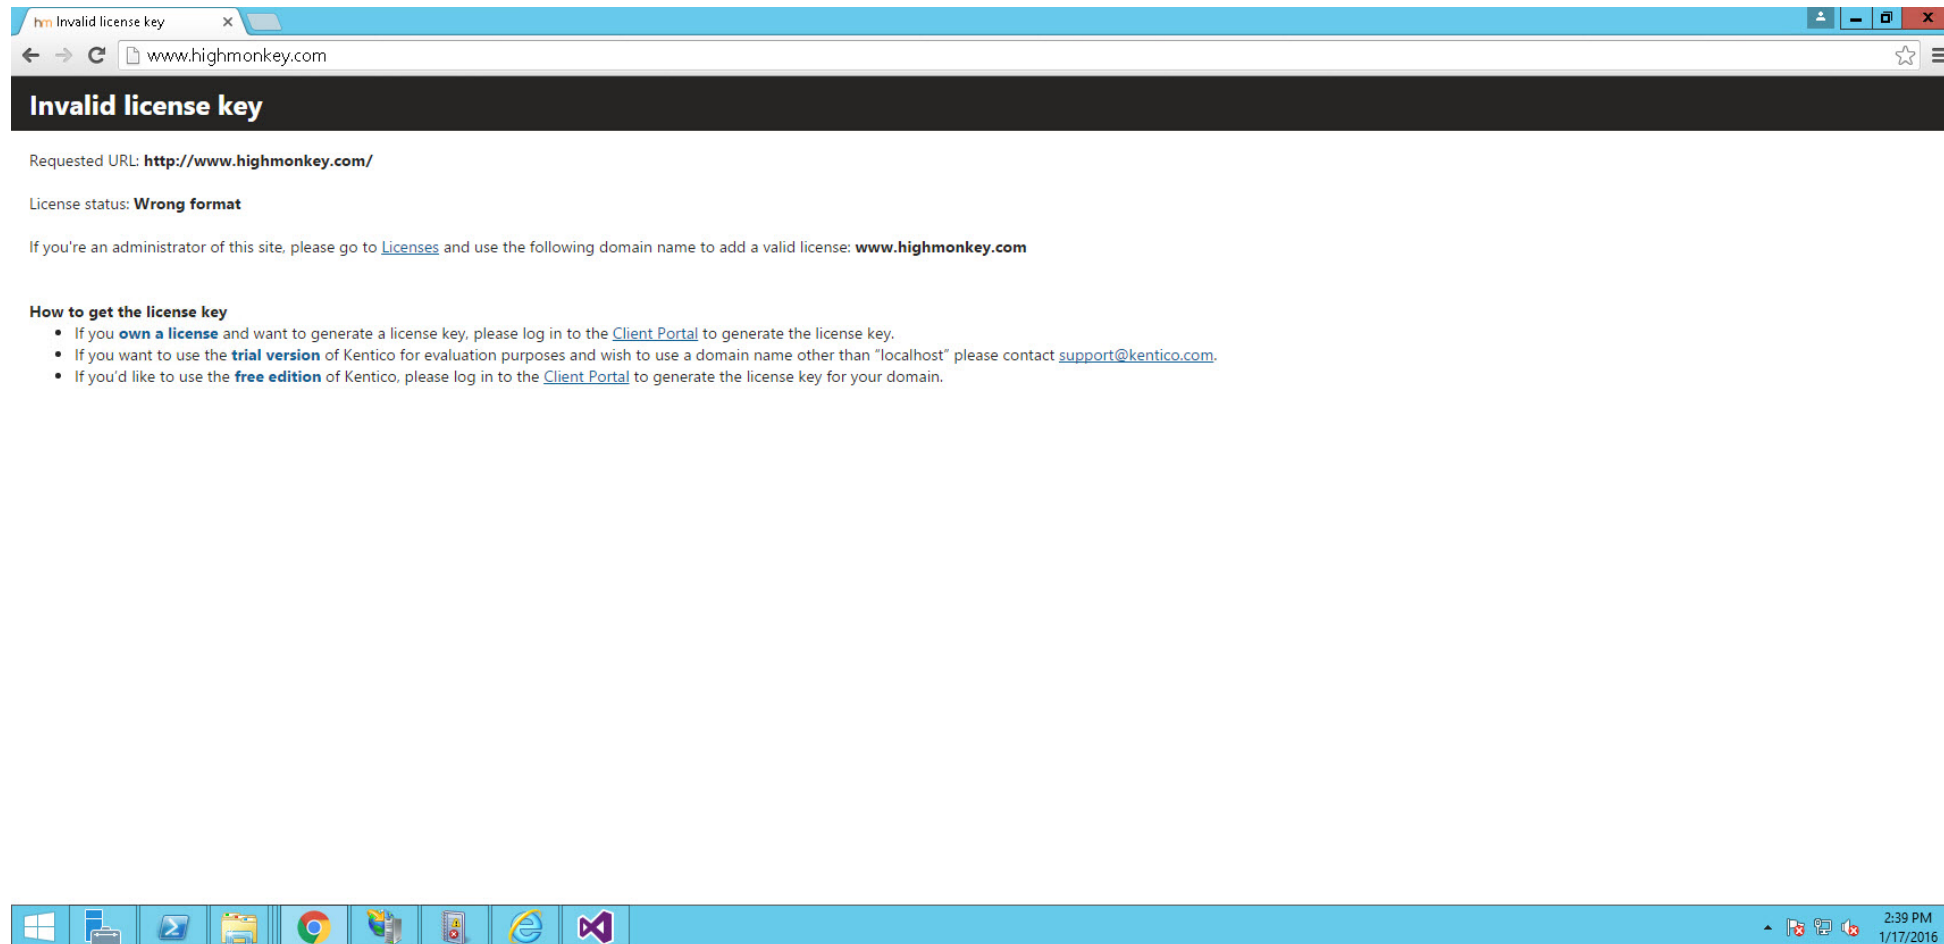 hm Invalid license key
www.highmonkey.com
Invalid license key
Requested URL: http://www.highmonkey.com/
License status: Wrong format
If you're an administrator of this site, please go to Licenses and use the following domain name to add a valid license: www.highmonkey.com
How to get the license key
• If you own a license and want to generate a license key, please log in to the Client Portal to generate the license key.
• If you want to use the trial version of Kentico for evaluation purposes and wish to use a domain name other than "localhost" please contact support@kentico.com.
• If you'd like to use the free edition of Kentico, please log in to the Client Portal to generate the license key for your domain.
2:39 PM
1/17/2016